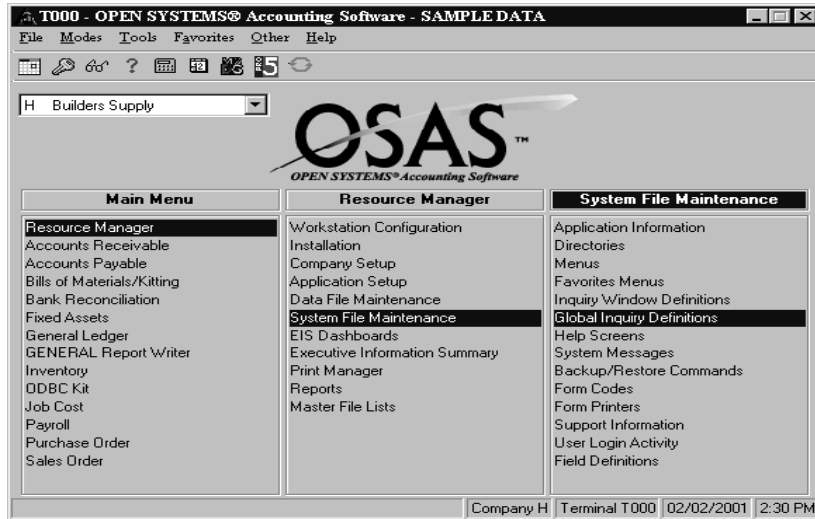 T000 - OPEN SYSTEMS® Accounting Software - SAMPLE DATA
File Modes Tools Favorites Other Help
H Builders Supply
OSAS™
OPEN SYSTEMS® Accounting Software
Main Menu
Resource Manager
Accounts Receivable
Accounts Payable
Bills of Materials/Kitting
Bank Reconciliation
Fixed Assets
General Ledger
GENERAL Report Writer
Inventory
ODBC Kit
Job Cost
Payroll
Purchase Order
Sales Order
Resource Manager
Workstation Configuration
Installation
Company Setup
Application Setup
Data File Maintenance
System File Maintenance
EIS Dashboards
Executive Information Summary
Print Manager
Reports
Master File Lists
System File Maintenance
Application Information
Directories
Menus
Favorites Menus
Inquiry Window Definitions
Global Inquiry Definitions
Help Screens
System Messages
Backup/Restore Commands
Form Codes
Form Printers
Support Information
User Login Activity
Field Definitions
Company H Terminal T000 02/02/2001 2:30 PM